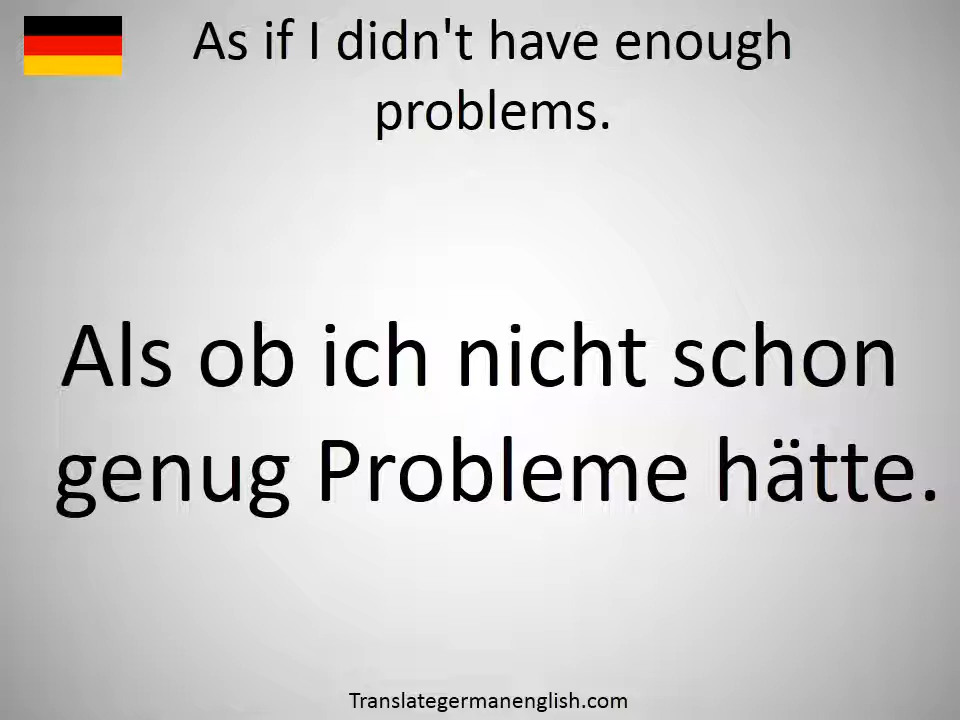 As if I didn't have enough
problems.
Als ob ich nicht schon
genug Probleme hätte.
Translategermanenglish.com